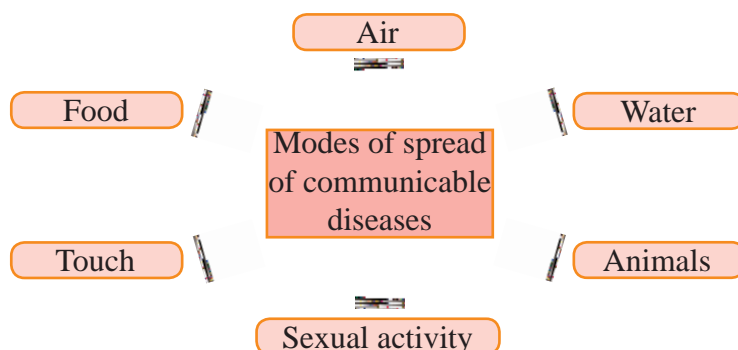 Air
Food
Water
Modes of spread
of communicable
diseases
Touch
Animals
Sexual activity